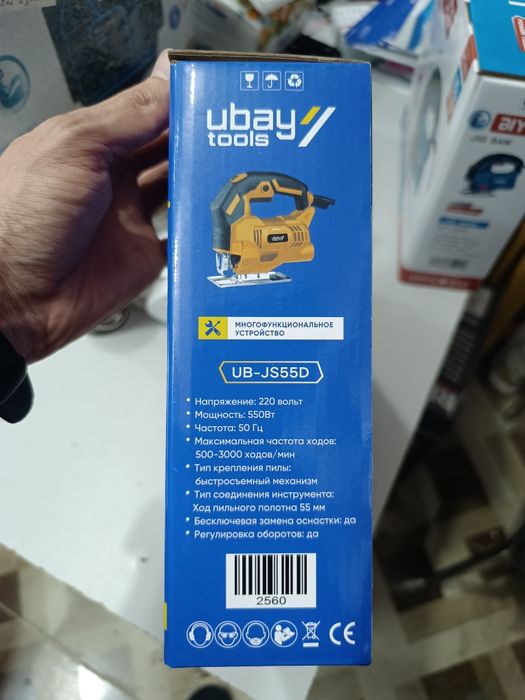 ubay
tools
МНОГОФУНКЦИОНАЛЬНОЕ
УСТРОЙСТВО
UB-JS55D
• Напряжение: 220 вольт
• Мощность: 550Вт
• Частота: 50 Гц
• Максимальная частота ходов:
500-3000 ходов/мин
• Тип крепления пилы:
быстросъемный механизм
• Тип соединения инструмента:
Ход пильного полотна 55 мм
• Бесключевая замена оснастки: да
• Регулировка оборотов: да
2560
CE
JIG SAW